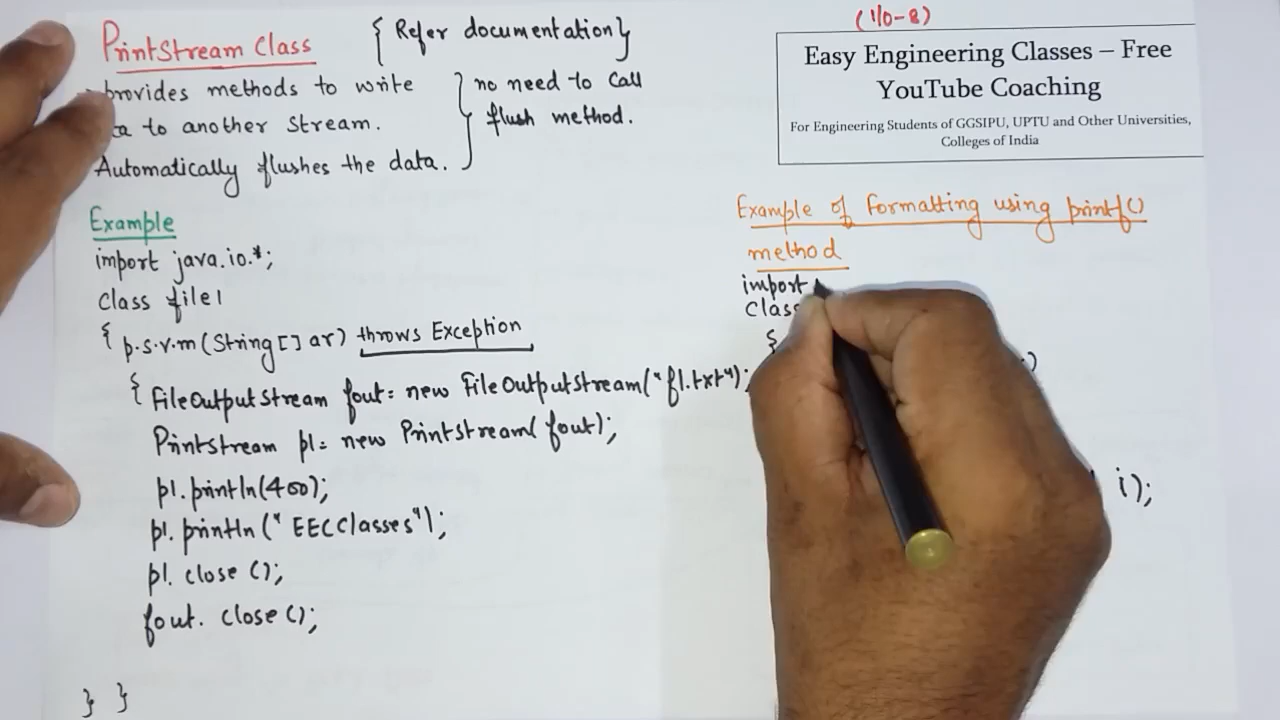 PrintStream Class { Refer documentation }
provides methods to write
to another stream.
Automatically flushes the data.
} no need to call
flush method.
Example
import java.io.*;
class file1
{ p.s.v.m (String [] ar) throws Exception
{ FileOutputStream fout= new FileOutputStream("f1.txt");
PrintStream p1= new PrintStream( fout);
p1.println(400);
p1. println (" EECClasses");
p1. close ();
fout. close ();
} }
(I/O-8)
Easy Engineering Classes – Free
YouTube Coaching
For Engineering Students of GGSIPU, UPTU and Other Universities,
Colleges of India
Example of Formatting using printf()
method
import
{
)
i);